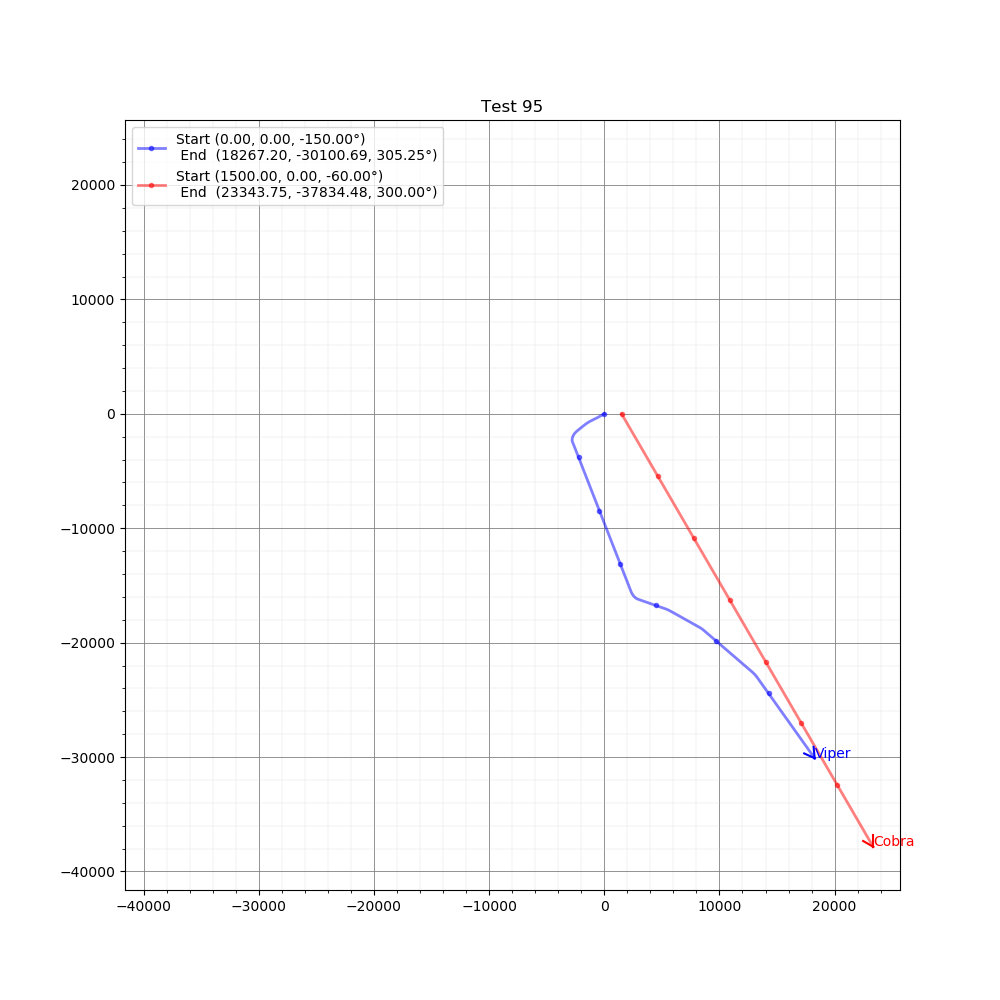 Test 95
Start (0.00, 0.00, -150.00°)
End (18267.20, -30100.69, 305.25°)
Start (1500.00, 0.00, -60.00°)
End (23343.75, -37834.48, 300.00°)
20000
10000
0
−10000
−20000
−30000
−40000
Viper
Cobra
−40000 −30000 −20000 −10000 0 10000 20000